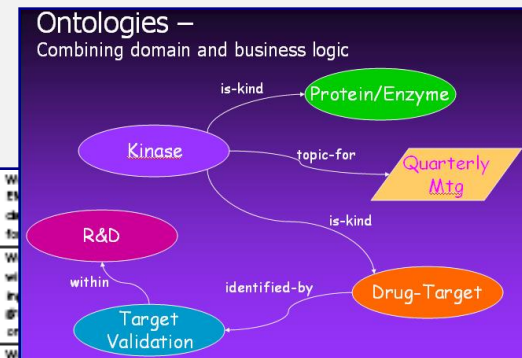 Ontologies –
Combining domain and business logic
is-kind
Protein/Enzyme
Kinase
topic-for
Quarterly
Mtg
is-kind
R&D
within
identified-by
Drug-Target
Target
Validation